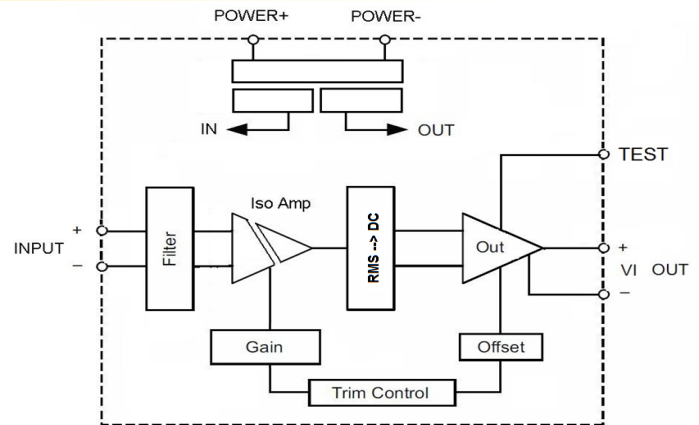 POWER+ POWER-
IN OUT
TEST
Iso Amp
+
INPUT
−
Filter
RMS --> DC
Out
+
VI OUT
−
Gain
Offset
Trim Control